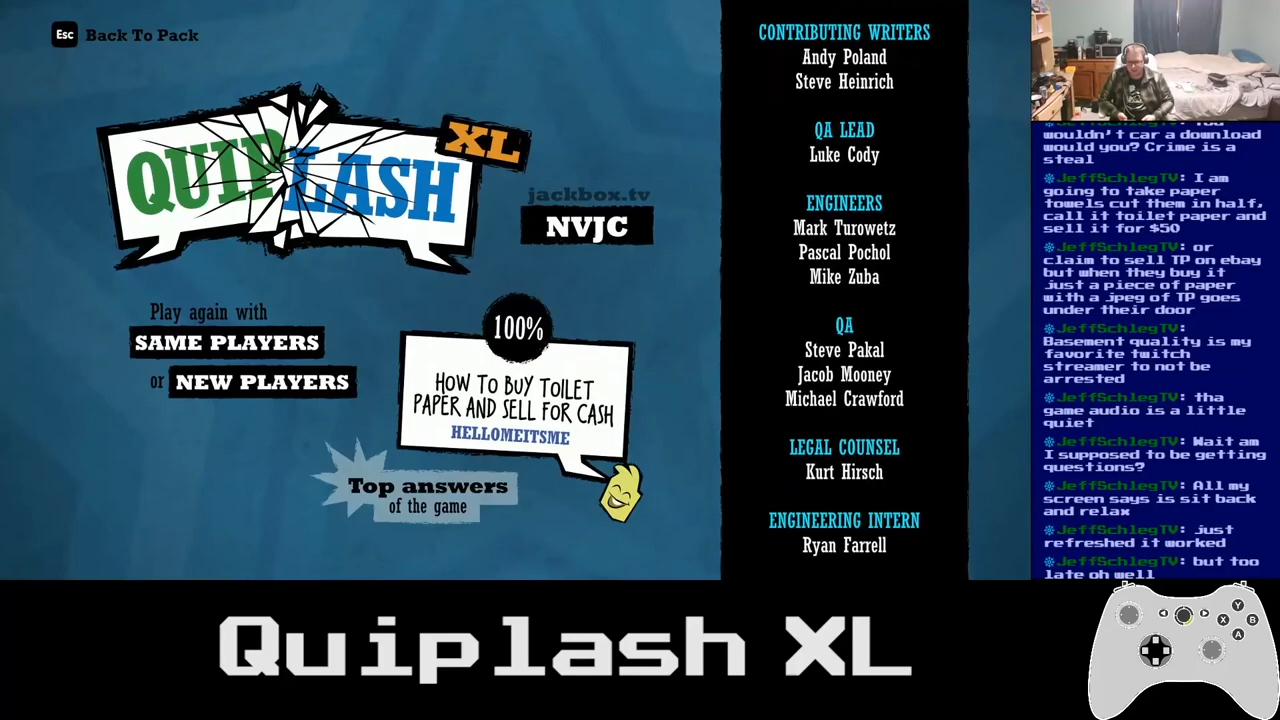 Esc Back To Pack
QUIPLASH XL
jackbox.tv
NVJC
Play again with
SAME PLAYERS
or NEW PLAYERS
100%
HOW TO BUY TOILET
PAPER AND SELL FOR CASH
HELLOMEITSME
Top answers
of the game
CONTRIBUTING WRITERS
Andy Poland
Steve Heinrich
QA LEAD
Luke Cody
ENGINEERS
Mark Turowetz
Pascal Pochol
Mike Zuba
QA
Steve Pakal
Jacob Mooney
Michael Crawford
LEGAL COUNSEL
Kurt Hirsch
ENGINEERING INTERN
Ryan Farrell
JeffSchlegTV: You
wouldn't car a download
would you? Crime is a
steal
JeffSchlegTV: I am
going to take paper
towels cut them in half,
call it toilet paper and
sell it for $50
JeffSchlegTV: or
claim to sell TP on ebay
but when they buy it
just a piece of paper
with a jpeg of TP goes
under their door
JeffSchlegTV:
Basement quality is my
favorite twitch
streamer to not be
arrested
JeffSchlegTV: tha
game audio is a little
quiet
JeffSchlegTV: Wait am
I supposed to be getting
questions?
JeffSchlegTV: All my
screen says is sit back
and relax
JeffSchlegTV: just
refreshed it worked
JeffSchlegTV: but too
late oh well
Quiplash XL
Y
X
B
A